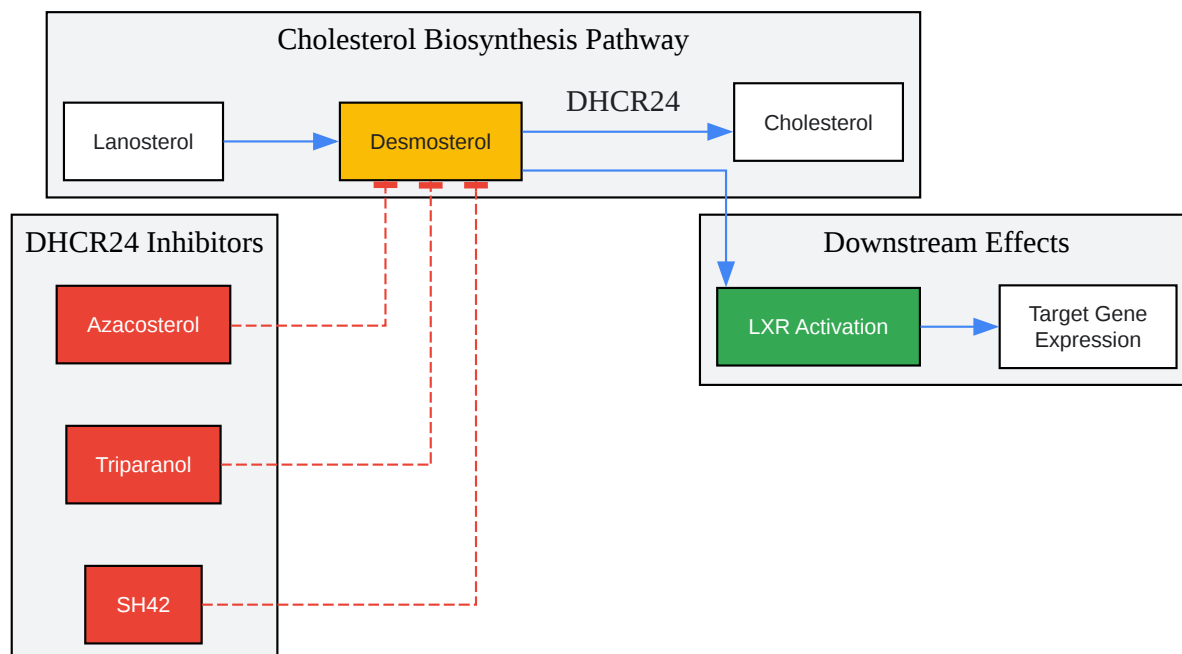 Cholesterol Biosynthesis Pathway
Lanosterol
Desmosterol
DHCR24
Cholesterol
DHCR24 Inhibitors
Azacosterol
Triparanol
SH42
Downstream Effects
LXR Activation
Target Gene
Expression